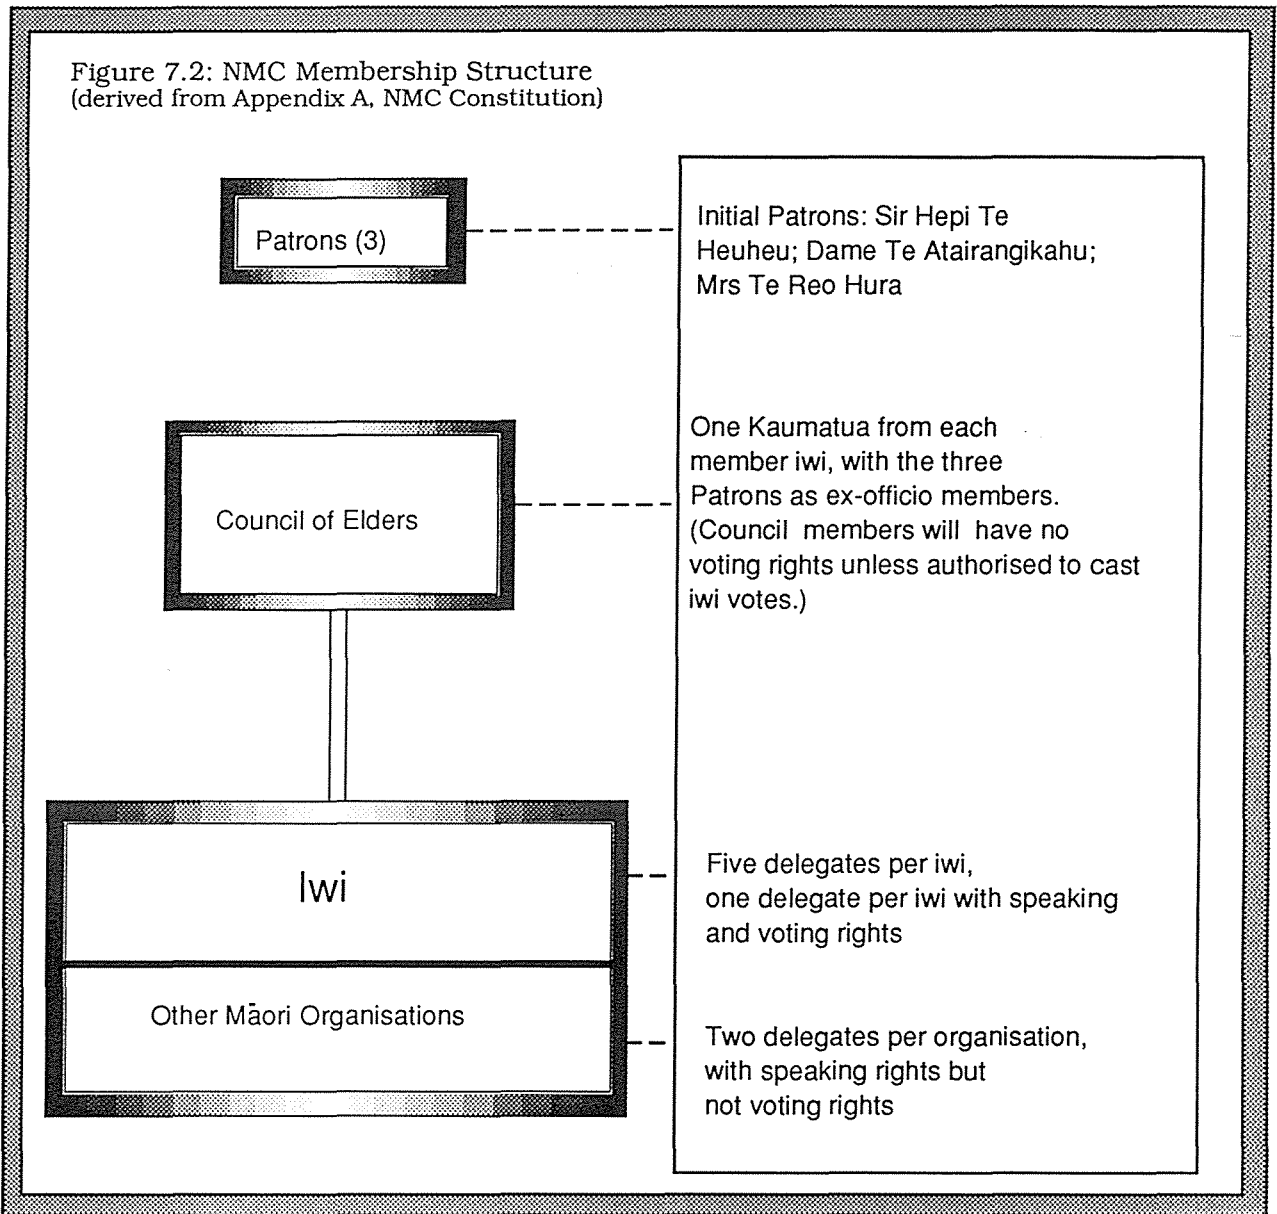 Figure 7.2: NMC Membership Structure
(derived from Appendix A, NMC Constitution)
Patrons (3)
Initial Patrons: Sir Hepi Te
Heuheu; Dame Te Atairangikahu;
Mrs Te Reo Hura
Council of Elders
One Kaumatua from each
member iwi, with the three
Patrons as ex-officio members.
(Council members will have no
voting rights unless authorised to cast
iwi votes.)
Iwi
Five delegates per iwi,
one delegate per iwi with speaking
and voting rights
Other Māori Organisations
Two delegates per organisation,
with speaking rights but
not voting rights